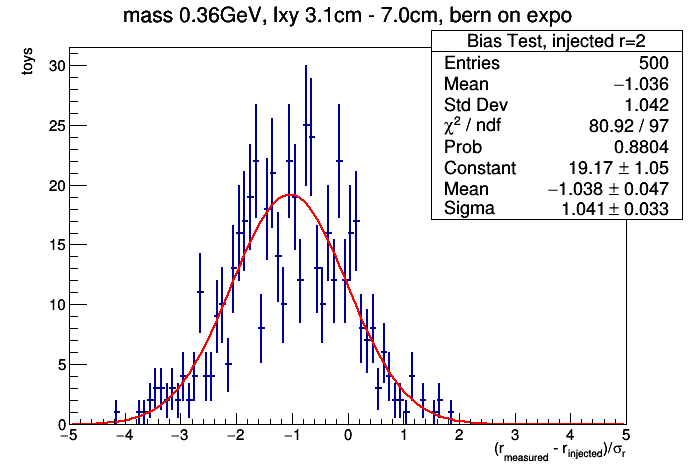 mass 0.36GeV, lxy 3.1cm - 7.0cm, bern on expo
Bias Test, injected r=2
Entries 500
Mean −1.036
Std Dev 1.042
χ² / ndf 80.92 / 97
Prob 0.8804
Constant 19.17 ± 1.05
Mean −1.038 ± 0.047
Sigma 1.041 ± 0.033
toys
30
25
20
15
10
5
0
−5 −4 −3 −2 −1 0 1 2 3 4 5
(r_measured - r_injected)/σ_r